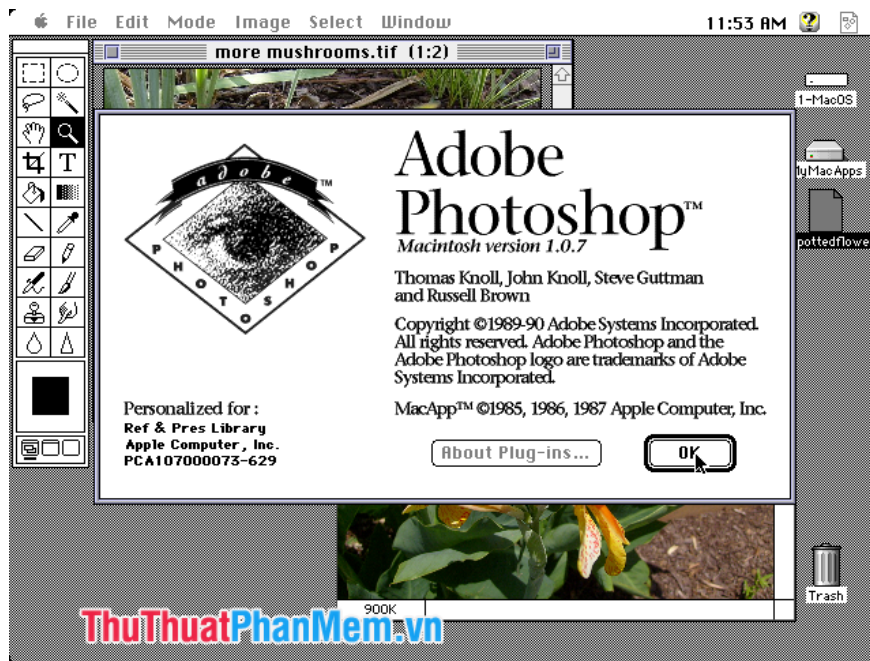 File Edit Mode Image Select Window
11:53 AM
more mushrooms.tif (1:2)
1-MacOS
MyMacApps
pottedflowe
adobe™
PHOTOSHOP
Adobe
Photoshop™
Macintosh version 1.0.7
Thomas Knoll, John Knoll, Steve Guttman
and Russell Brown
Copyright ©1989-90 Adobe Systems Incorporated.
All rights reserved. Adobe Photoshop and the
Adobe Photoshop logo are trademarks of Adobe
Systems Incorporated.
MacApp™ ©1985, 1986, 1987 Apple Computer, Inc.
Personalized for :
Ref & Pres Library
Apple Computer, Inc.
PCA107000073-629
About Plug-ins...
OK
T
900K
Trash
ThuThuatPhanMem.vn